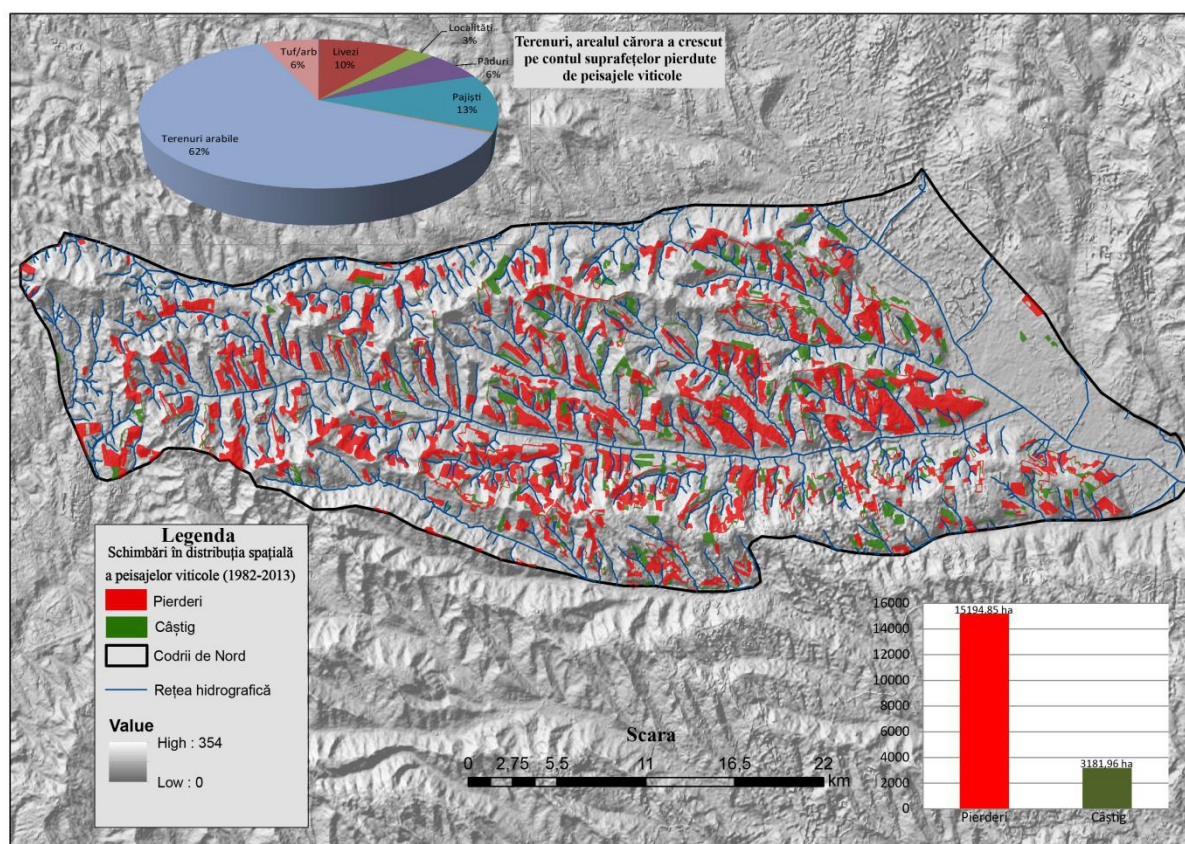 Tuf/arb
6%
Livezi
10%
Localități
3%
Păduri
6%
Pajiști
13%
Terenuri arabile
62%
Terenuri, arealul cărora a crescut
pe contul suprafețelor pierdute
de peisajele viticole
Legenda
Schimbări în distribuția spațială
a peisajelor viticole (1982-2013)
Pierderi
Câștig
Codrii de Nord
Rețea hidrografică
Value
High : 354
Low : 0
Scara
0 2,75 5,5 11 16,5 22
km
16000
14000
12000
10000
8000
6000
4000
2000
0
15194,85 ha
3181,96 ha
Pierderi
Câștig